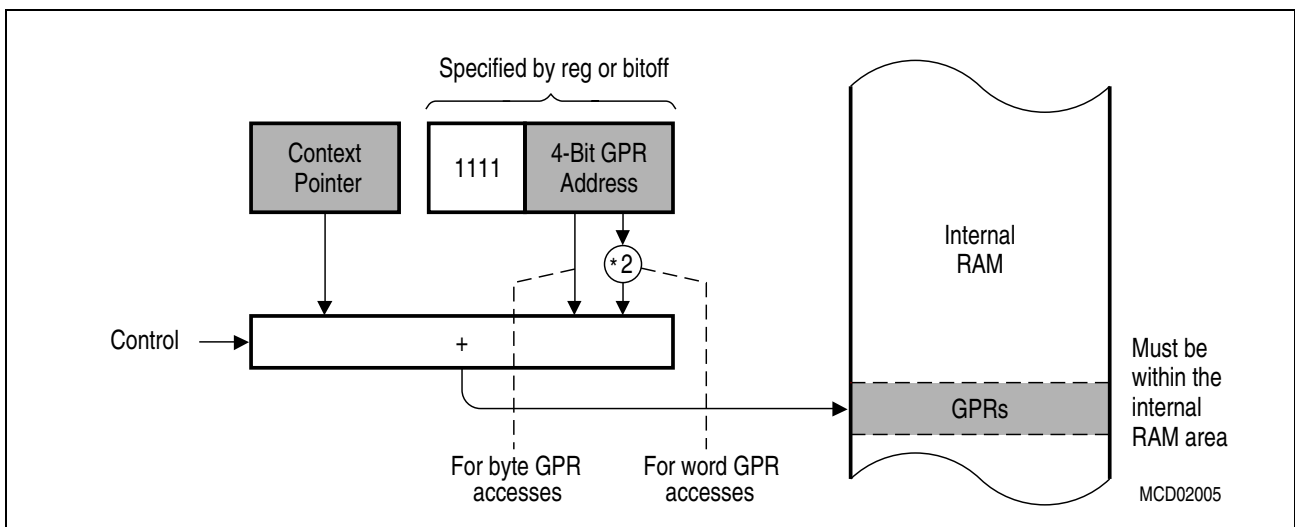 Specified by reg or bitoff
Context
Pointer
1111
4-Bit GPR
Address
*2
Control
+
For byte GPR
accesses
For word GPR
accesses
Internal
RAM
GPRs
Must be
within the
internal
RAM area
MCD02005